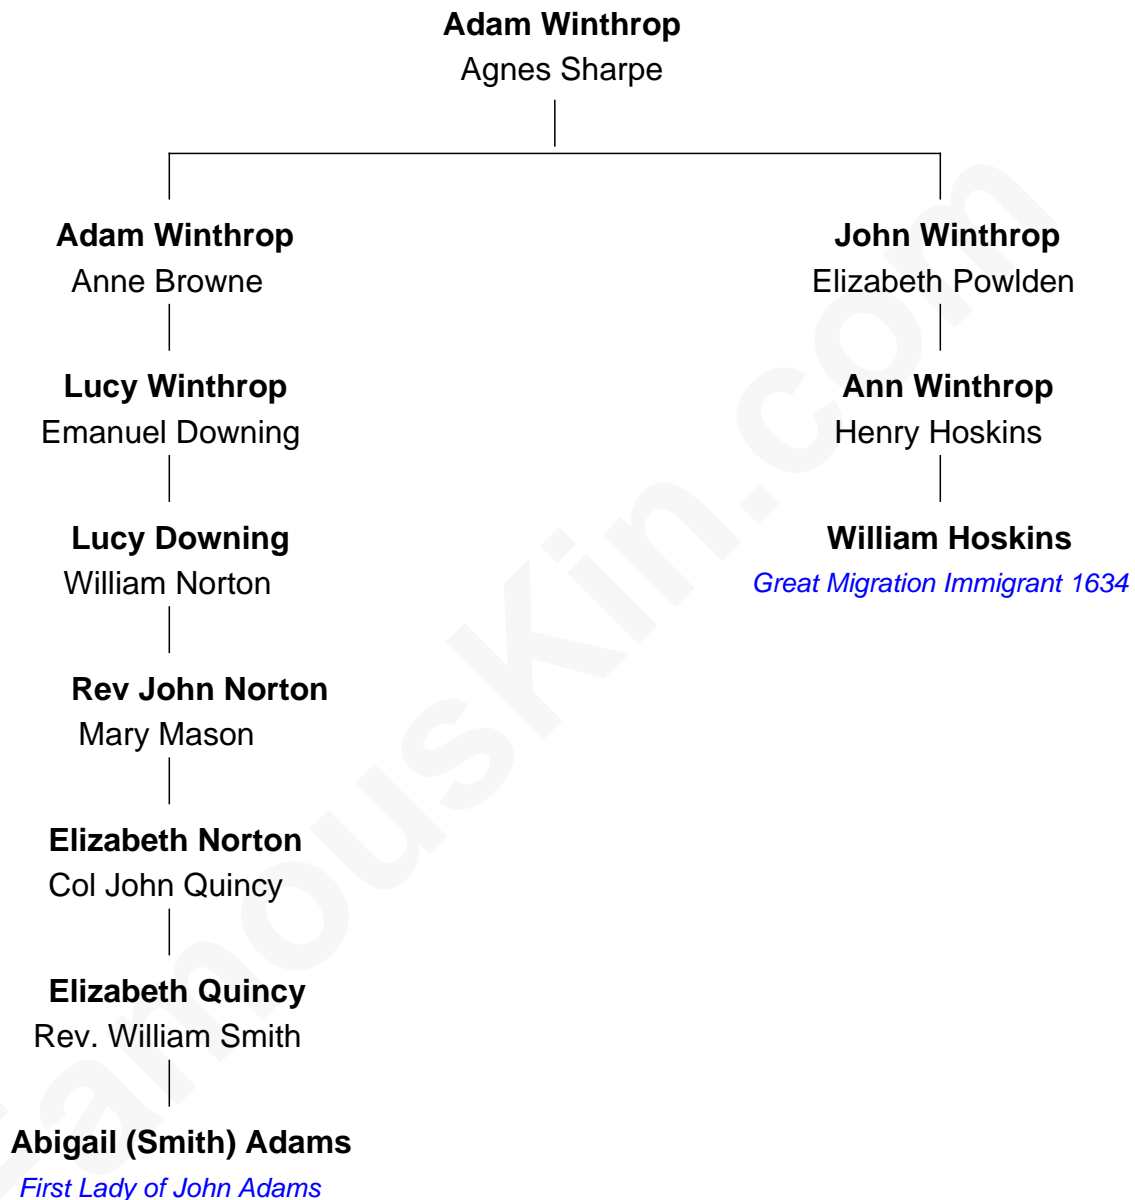 Adam Winthrop
Agnes Sharpe
Adam Winthrop
Anne Browne
John Winthrop
Elizabeth Powlden
Lucy Winthrop
Emanuel Downing
Ann Winthrop
Henry Hoskins
Lucy Downing
William Norton
William Hoskins
Great Migration Immigrant 1634
Rev John Norton
Mary Mason
Elizabeth Norton
Col John Quincy
Elizabeth Quincy
Rev. William Smith
Abigail (Smith) Adams
First Lady of John Adams
FamousKin.com